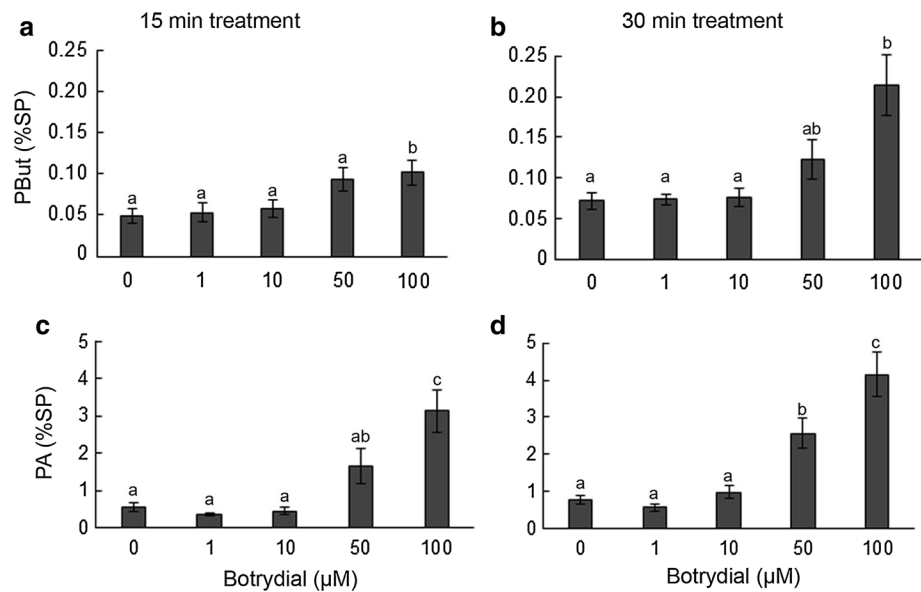 a 15 min treatment
b 30 min treatment
PBut (%SP)
0.25
0.20
0.15
0.10
0.05
0
a a a a b
0 1 10 50 100
0.25
0.20
0.15
0.10
0.05
0
a a a ab b
0 1 10 50 100
c
PA (%SP)
5
4
3
2
1
0
a a a ab c
0 1 10 50 100
Botrydial (µM)
d
5
4
3
2
1
0
a a a b c
0 1 10 50 100
Botrydial (µM)